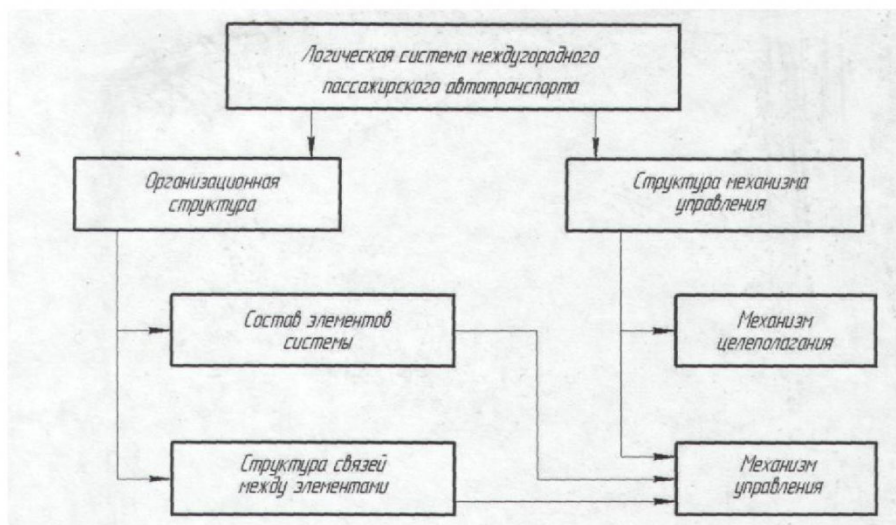 Логическая система междугородного
пассажирского автотранспорта
Организационная
структура
Структура механизма
управления
Состав элементов
системы
Механизм
целеполагания
Структура связей
между элементами
Механизм
управления